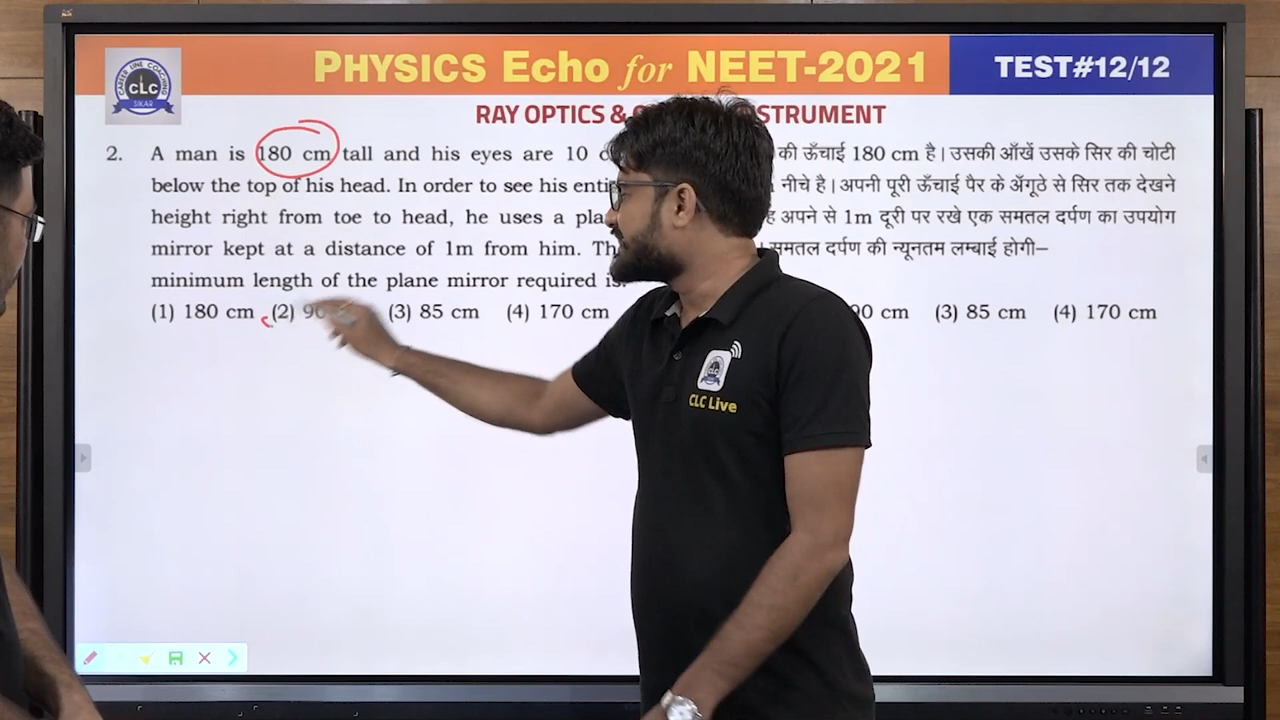 PHYSICS Echo for NEET-2021
TEST#12/12
CAREER LINE COACHING
CLC
SIKAR
RAY OPTICS & STRUMENT
2. A man is 180 cm tall and his eyes are 10 c
below the top of his head. In order to see his enti
height right from toe to head, he uses a pla
mirror kept at a distance of 1m from him. Th
minimum length of the plane mirror required is:
(1) 180 cm (2) 90 (3) 85 cm (4) 170 cm
की ऊँचाई 180 cm है। उसकी आँखें उसके सिर की चोटी
नीचे है। अपनी पूरी ऊँचाई पैर के अँगूठे से सिर तक देखने
ह अपने से 1m दूरी पर रखे एक समतल दर्पण का उपयोग
समतल दर्पण की न्यूनतम लम्बाई होगी–
90 cm (3) 85 cm (4) 170 cm
CLC
CLC Live